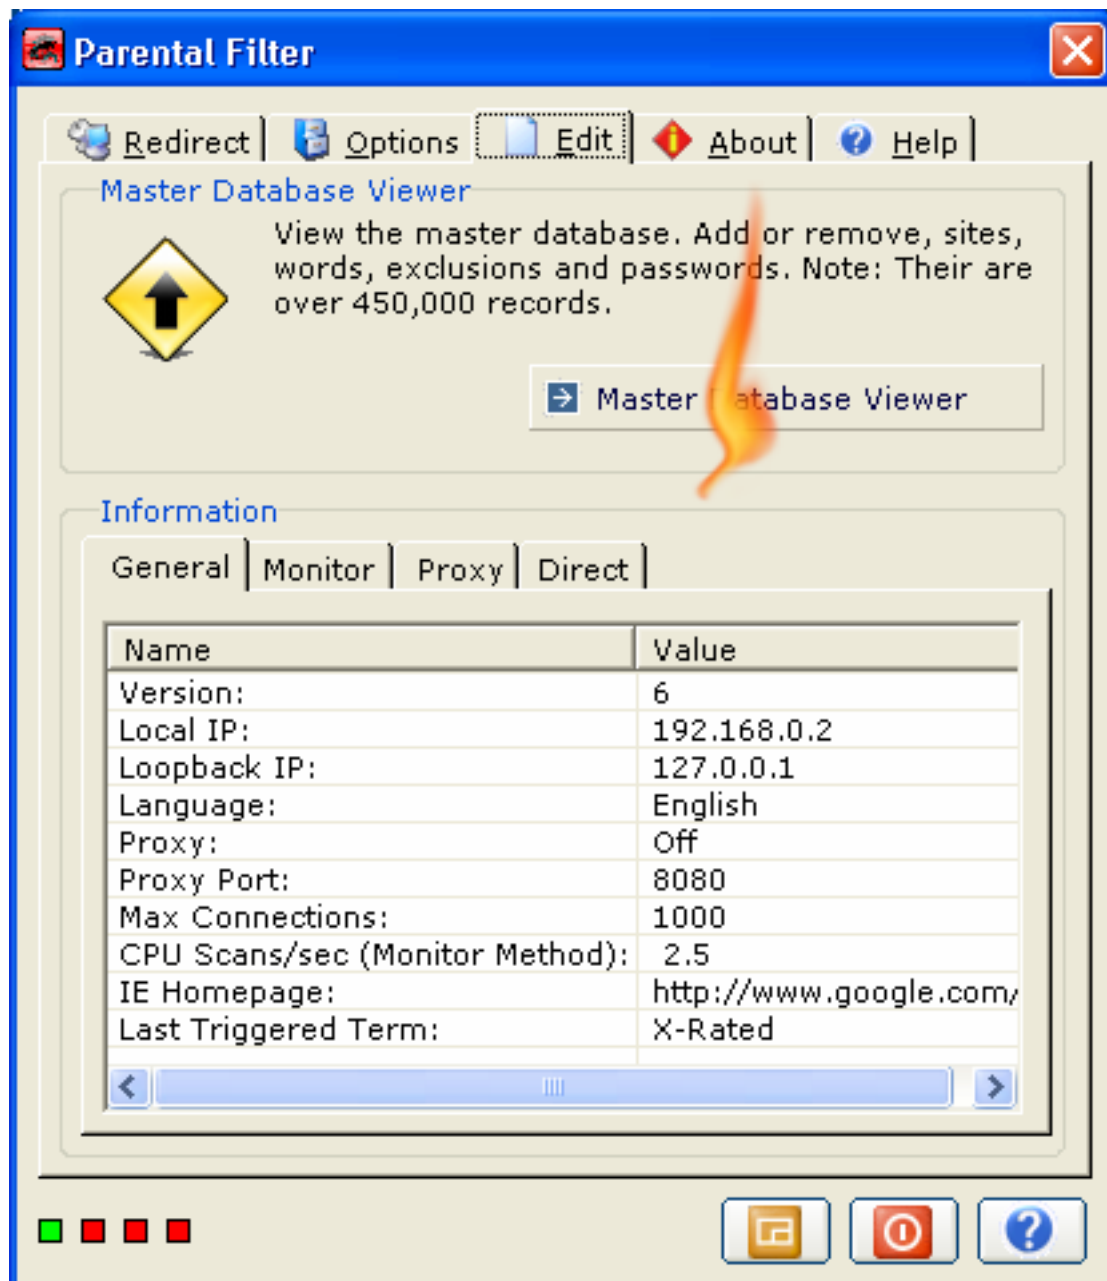 Parental Filter
Redirect Options Edit About Help
Master Database Viewer
View the master database. Add or remove, sites,
words, exclusions and passwords. Note: Their are
over 450,000 records.
Master Database Viewer
Information
General Monitor Proxy Direct
Name Value
Version: 6
Local IP: 192.168.0.2
Loopback IP: 127.0.0.1
Language: English
Proxy: Off
Proxy Port: 8080
Max Connections: 1000
CPU Scans/sec (Monitor Method): 2.5
IE Homepage: http://www.google.com/
Last Triggered Term: X-Rated